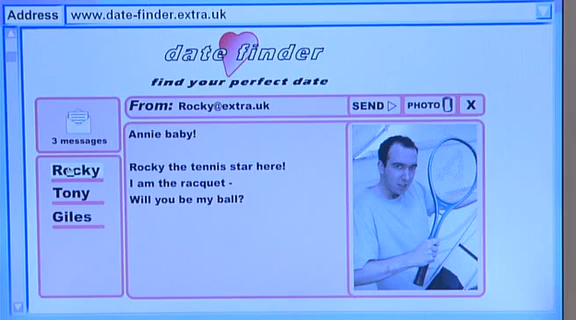 Address www.date-finder.extra.uk
date finder
find your perfect date
From: Rocky@extra.uk SEND PHOTO X
3 messages
Rocky
Tony
Giles
Annie baby!
Rocky the tennis star here!
I am the racquet -
Will you be my ball?